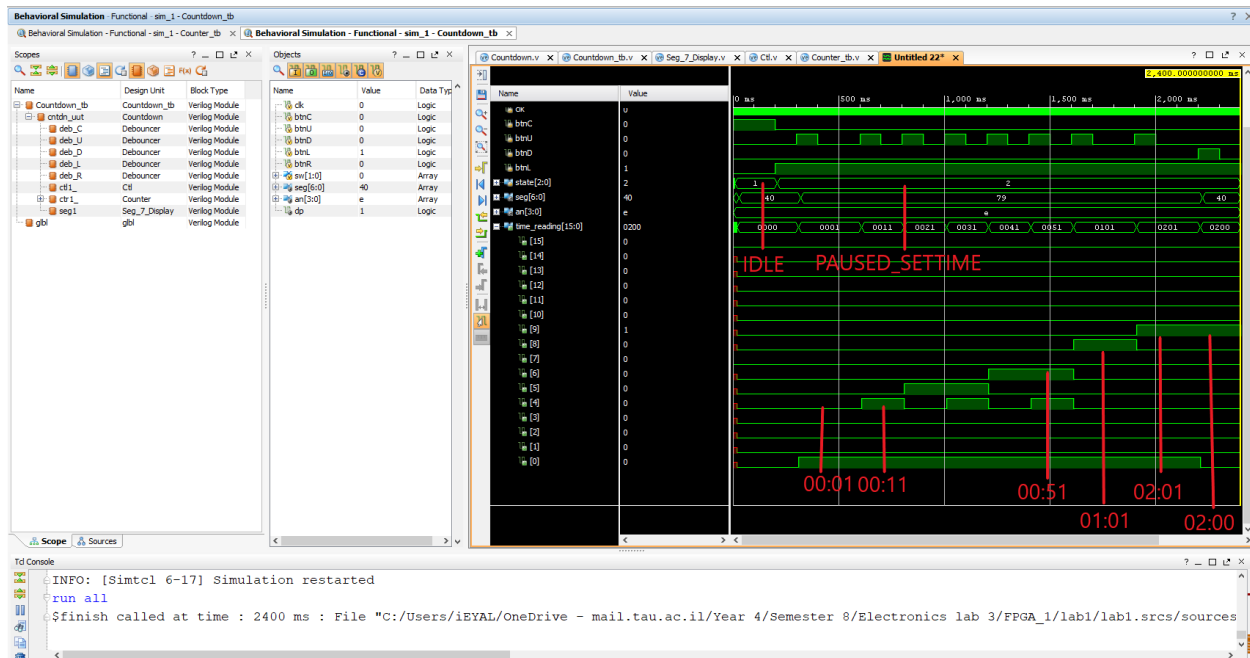 Behavioral Simulation - Functional - sim_1 - Countdown_tb
Behavioral Simulation - Functional - sim_1 - Counter_tb
Behavioral Simulation - Functional - sim_1 - Countdown_tb
Scopes
Name Design Unit Block Type
Countdown_tb Countdown_tb Verilog Module
cntdn_uut Countdown Verilog Module
deb_C Debouncer Verilog Module
deb_U Debouncer Verilog Module
deb_D Debouncer Verilog Module
deb_L Debouncer Verilog Module
deb_R Debouncer Verilog Module
ctl1_ Ctl Verilog Module
ctr1_ Counter Verilog Module
seg1 Seg_7_Display Verilog Module
glbl glbl Verilog Module
Scope Sources
Objects
Name Value Data Typ
clk 0 Logic
btnC 0 Logic
btnU 0 Logic
btnD 0 Logic
btnL 1 Logic
btnR 0 Logic
sw[1:0] 0 Array
seg[6:0] 40 Array
an[3:0] e Array
dp 1 Logic
Countdown.v Countdown_tb.v Seg_7_Display.v Ctl.v Counter_tb.v Untitled 22*
2,400.000000000 ms
Name Value
0 ms 500 ms 1,000 ms 1,500 ms 2,000 ms
btnC 0
btnU 0
btnD 0
btnL 1
state[2:0] 2 1 2
seg[6:0] 40 40 79 40
an[3:0] e e
time_reading[15:0] 0200 0000 0001 0011 0021 0031 0041 0051 0101 0201 0200
[15] 0
[14] 0
IDLE PAUSED_SETTIME
[13] 0
[12] 0
[11] 0
[10] 0
[9] 1
[8] 0
[7] 0
[6] 0
[5] 0
[4] 0
[3] 0
[2] 0
[1] 0
[0] 0
00:01 00:11 00:51 02:01
01:01 02:00
Tcl Console
INFO: [Simtcl 6-17] Simulation restarted
run all
$finish called at time : 2400 ms : File "C:/Users/iEYAL/OneDrive - mail.tau.ac.il/Year 4/Semester 8/Electronics lab 3/FPGA_1/lab1/lab1.srcs/sources